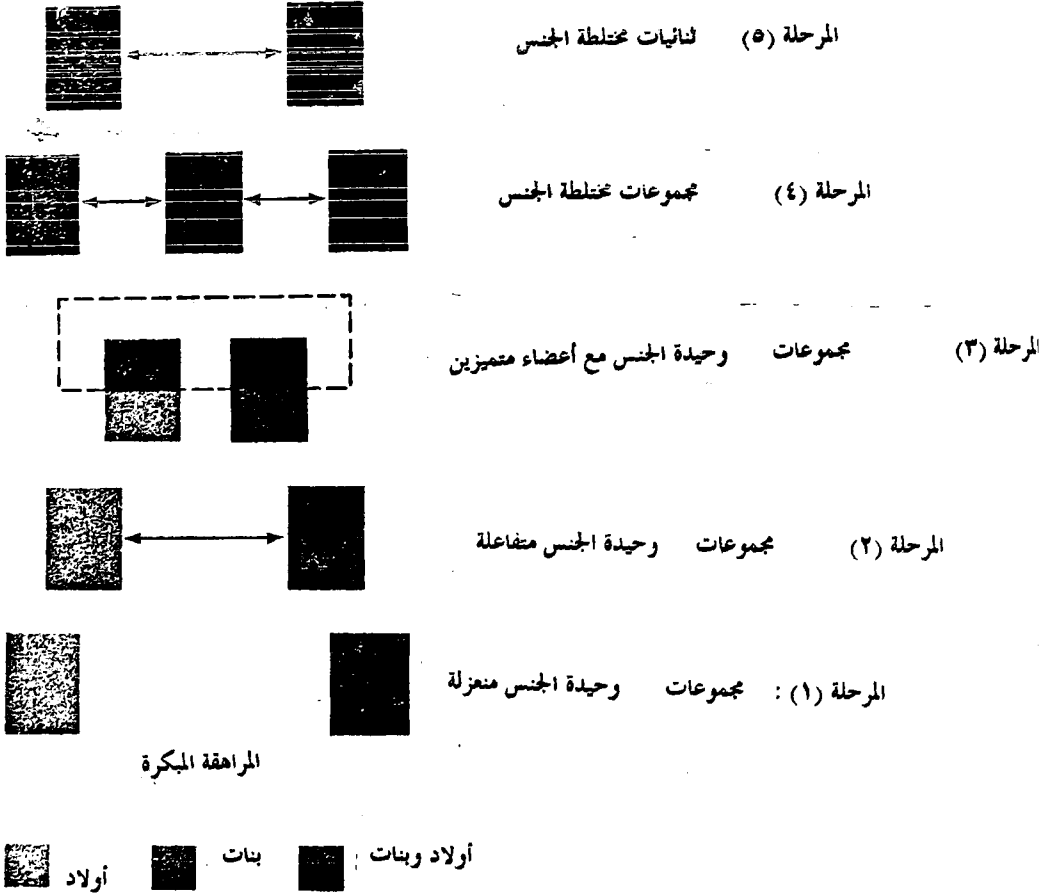 المرحلة (٥) ثنائيات مختلطة الجنس
المرحلة (٤) مجموعات مختلطة الجنس
المرحلة (٣) مجموعات وحيدة الجنس مع أعضاء متميزين
المرحلة (٢) مجموعات وحيدة الجنس متفاعلة
المرحلة (١) : مجموعات وحيدة الجنس منعزلة
المراهقة المبكرة
أولاد وبنات
بنات
أولاد